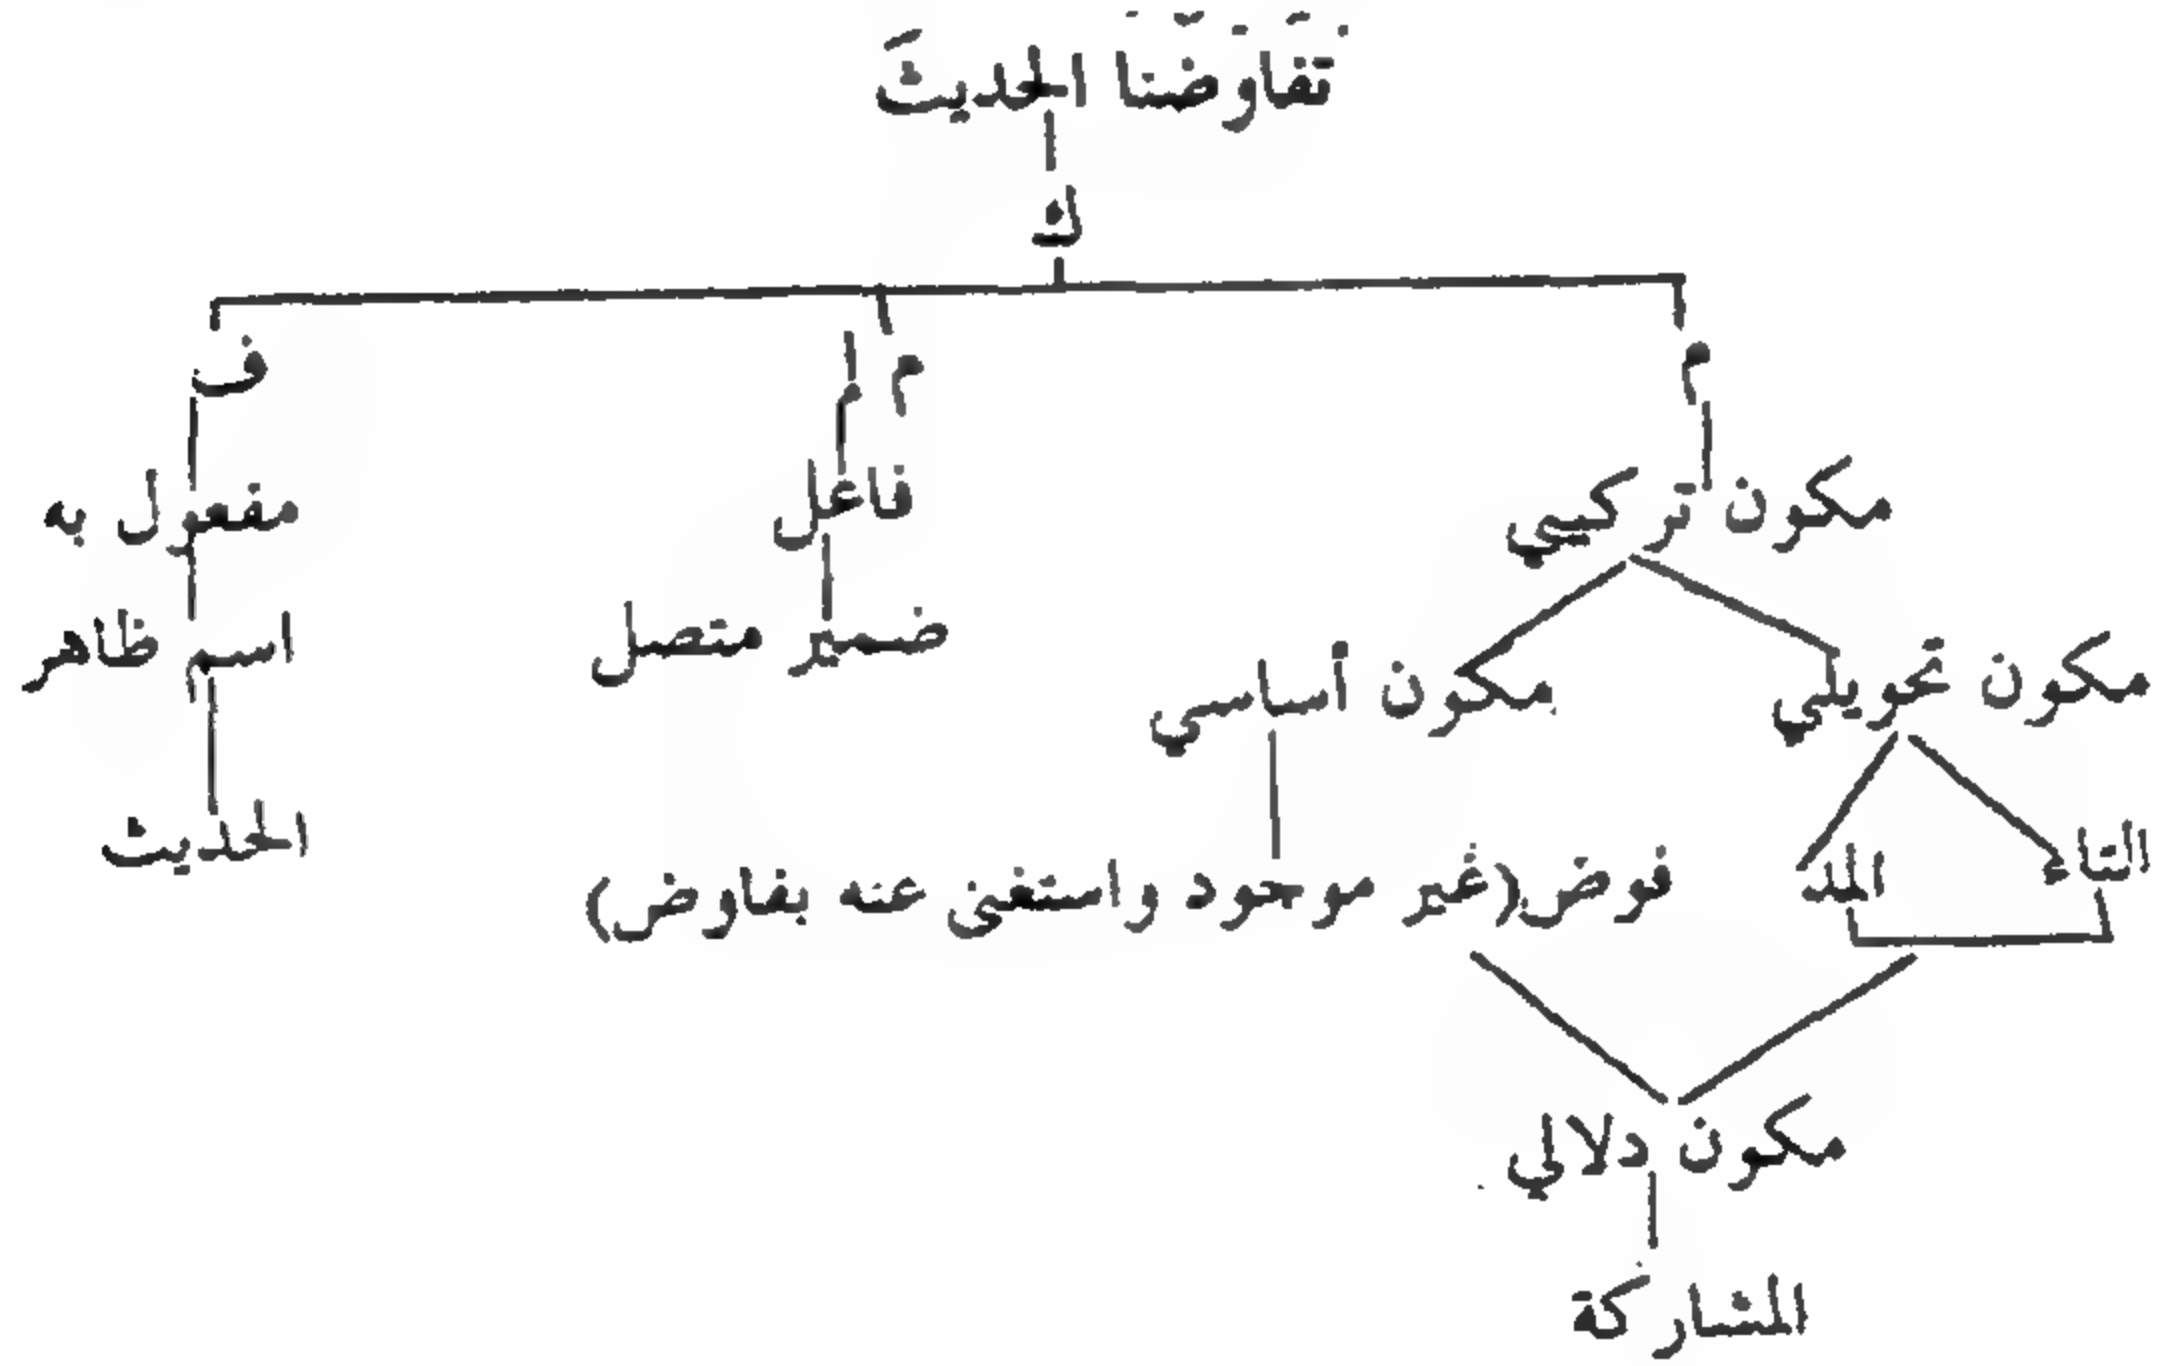 تَفَاوَضْنَا الحديثَ
ك
م
م إ
ف
مكون تركيبي
فاعل
مفعول به
مكون تحويلي
مكون أساسي
ضمير متصل
اسم ظاهر
التاء
المد
فوض (غير موجود واستغنى عنه بفاوض)
الحديث
مكون دلالي
المشاركة